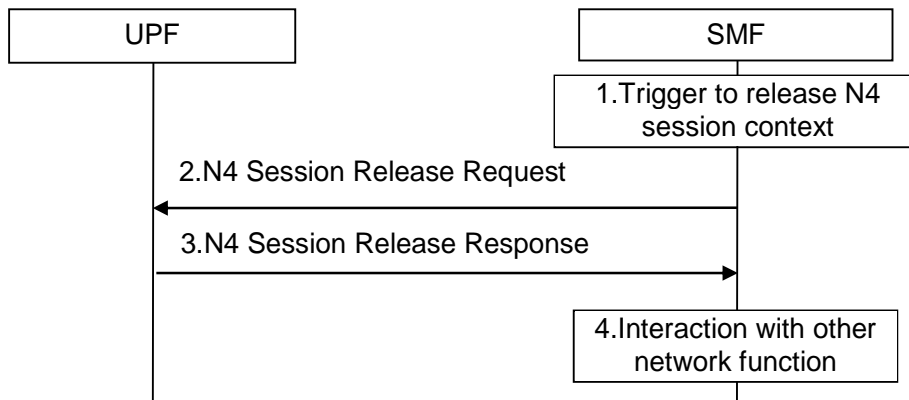 UPF
SMF
1.Trigger to release N4
session context
2.N4 Session Release Request
3.N4 Session Release Response
4.Interaction with other
network function